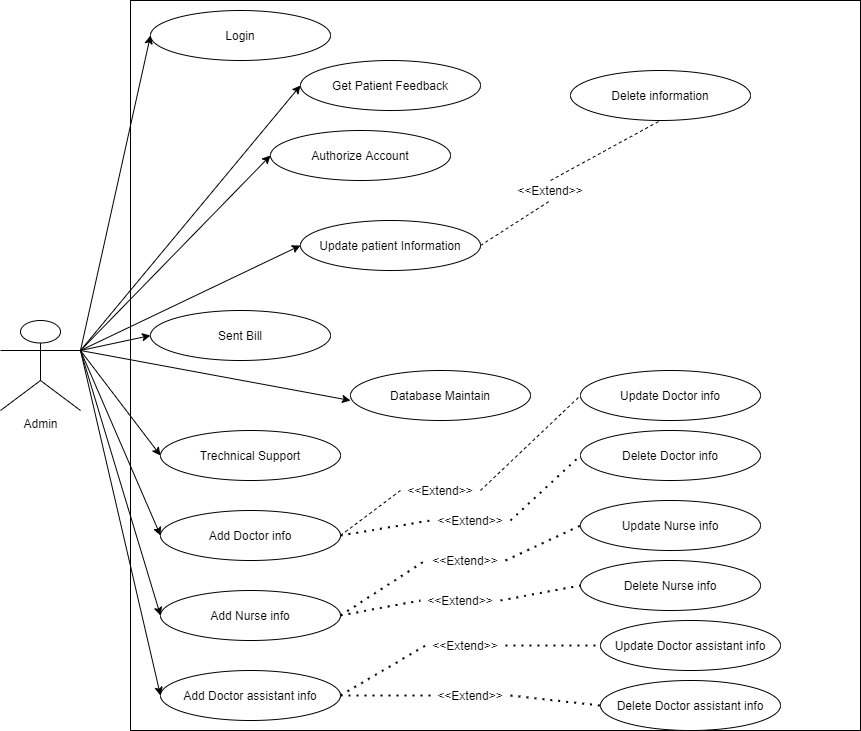 Login
Get Patient Feedback
Delete information
Authorize Account
<<Extend>>
Update patient Information
Sent Bill
Database Maintain
Update Doctor info
Admin
Trechnical Support
Delete Doctor info
<<Extend>>
<<Extend>>
Update Nurse info
Add Doctor info
<<Extend>>
Delete Nurse info
<<Extend>>
Add Nurse info
<<Extend>>
Update Doctor assistant info
Add Doctor assistant info
<<Extend>>
Delete Doctor assistant info